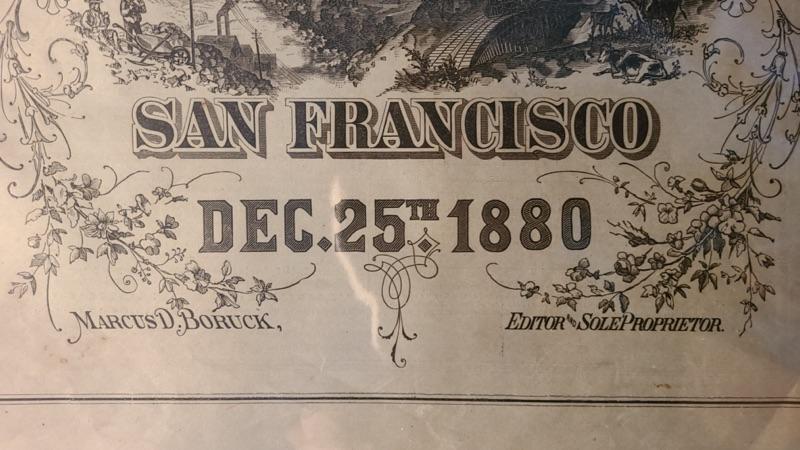 SAN FRANCISCO
DEC. 25TH 1880
MARCUS D. BORUCK, EDITOR AND SOLE PROPRIETOR.